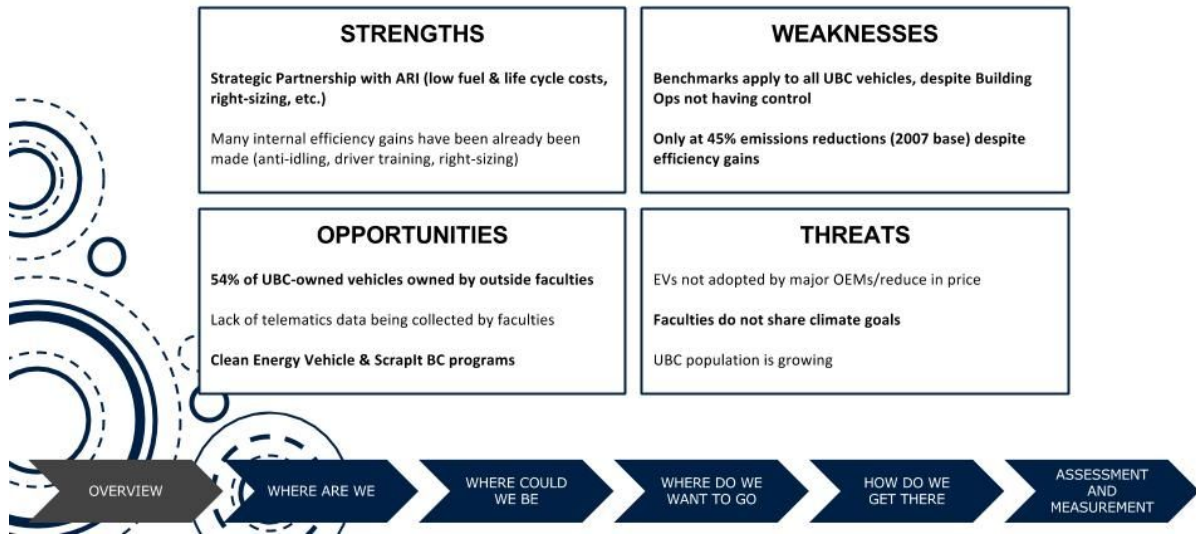 STRENGTHS
Strategic Partnership with ARI (low fuel & life cycle costs,
right-sizing, etc.)
Many internal efficiency gains have been already been
made (anti-idling, driver training, right-sizing)
WEAKNESSES
Benchmarks apply to all UBC vehicles, despite Building
Ops not having control
Only at 45% emissions reductions (2007 base) despite
efficiency gains
OPPORTUNITIES
54% of UBC-owned vehicles owned by outside faculties
Lack of telematics data being collected by faculties
Clean Energy Vehicle & ScrapIt BC programs
THREATS
EVs not adopted by major OEMs/reduce in price
Faculties do not share climate goals
UBC population is growing
OVERVIEW
WHERE ARE WE
WHERE COULD
WE BE
WHERE DO WE
WANT TO GO
HOW DO WE
GET THERE
ASSESSMENT
AND
MEASUREMENT